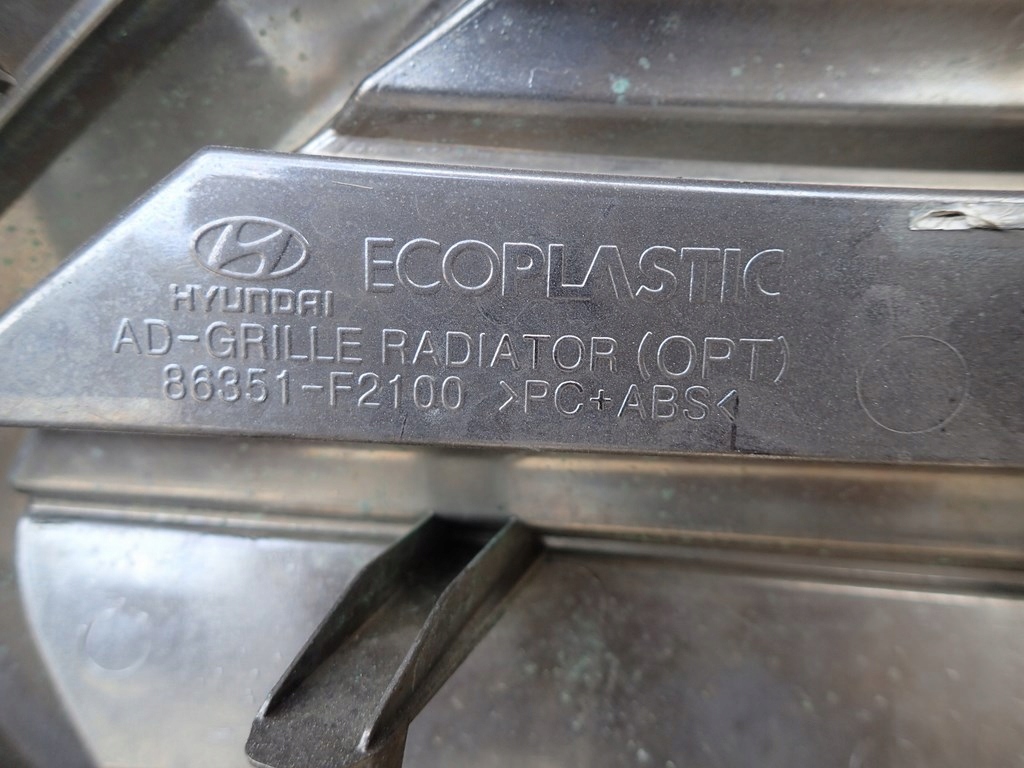 HYUNDAI
ECOPLASTIC
AD-GRILLE RADIATOR (OPT)
86351-F2100 >PC+ABS<